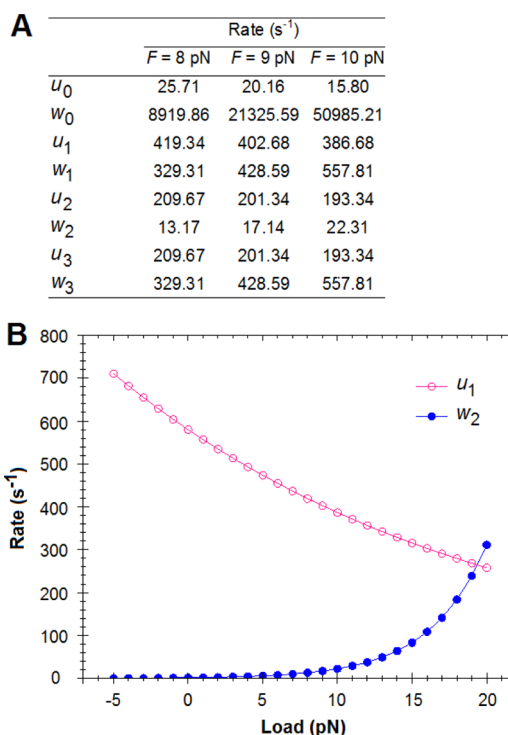 A
Rate (s⁻¹)
F = 8 pN F = 9 pN F = 10 pN
u₀ 25.71 20.16 15.80
w₀ 8919.86 21325.59 50985.21
u₁ 419.34 402.68 386.68
w₁ 329.31 428.59 557.81
u₂ 209.67 201.34 193.34
w₂ 13.17 17.14 22.31
u₃ 209.67 201.34 193.34
w₃ 329.31 428.59 557.81
B
800
700
600
500
400
300
200
100
0
Rate (s⁻¹)
u₁
w₂
-5 0 5 10 15 20
Load (pN)